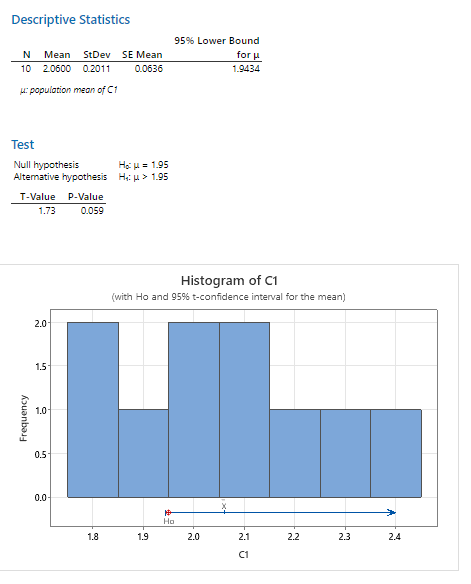 Descriptive Statistics
95% Lower Bound
N Mean StDev SE Mean for μ
10 2.0600 0.2011 0.0636 1.9434
μ: population mean of C1
Test
Null hypothesis H₀: μ = 1.95
Alternative hypothesis H₁: μ > 1.95
T-Value P-Value
1.73 0.059
Histogram of C1
(with Ho and 95% t-confidence interval for the mean)
2.0
1.5
1.0
0.5
0.0
Frequency
X̄
Ho
1.8 1.9 2.0 2.1 2.2 2.3 2.4
C1